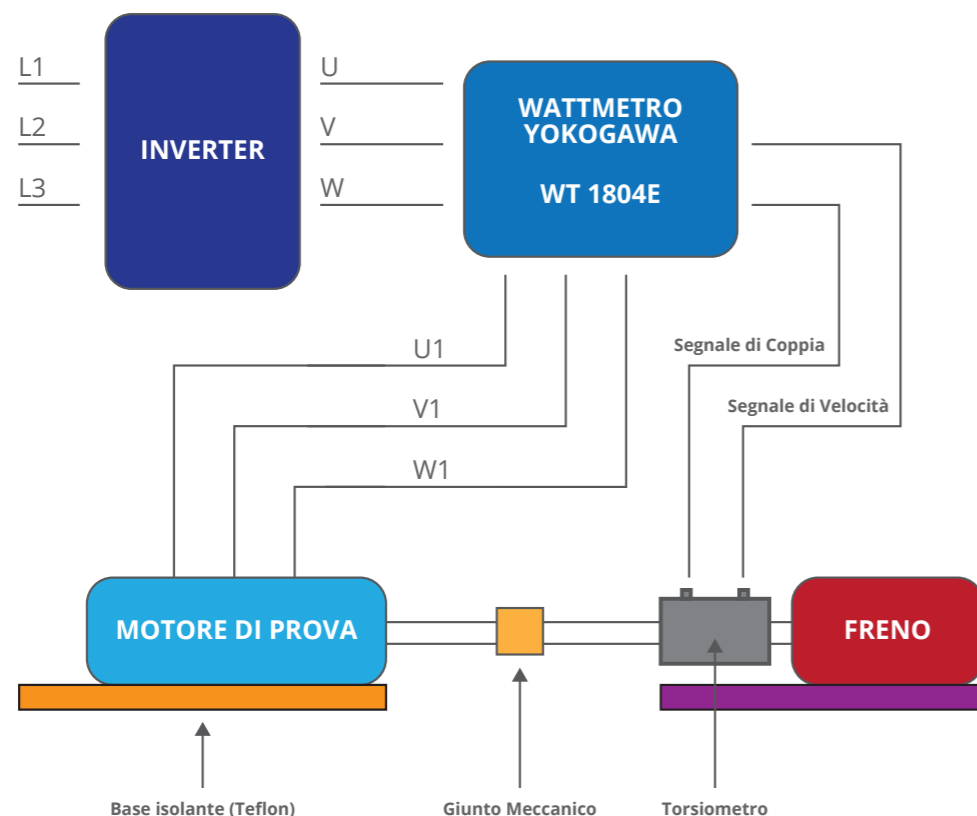 L1
L2
L3
INVERTER
U
V
W
WATTMETRO
YOKOGAWA
WT 1804E
U1
V1
W1
Segnale di Coppia
Segnale di Velocità
MOTORE DI PROVA
FRENO
Base isolante (Teflon)
Giunto Meccanico
Torsiometro